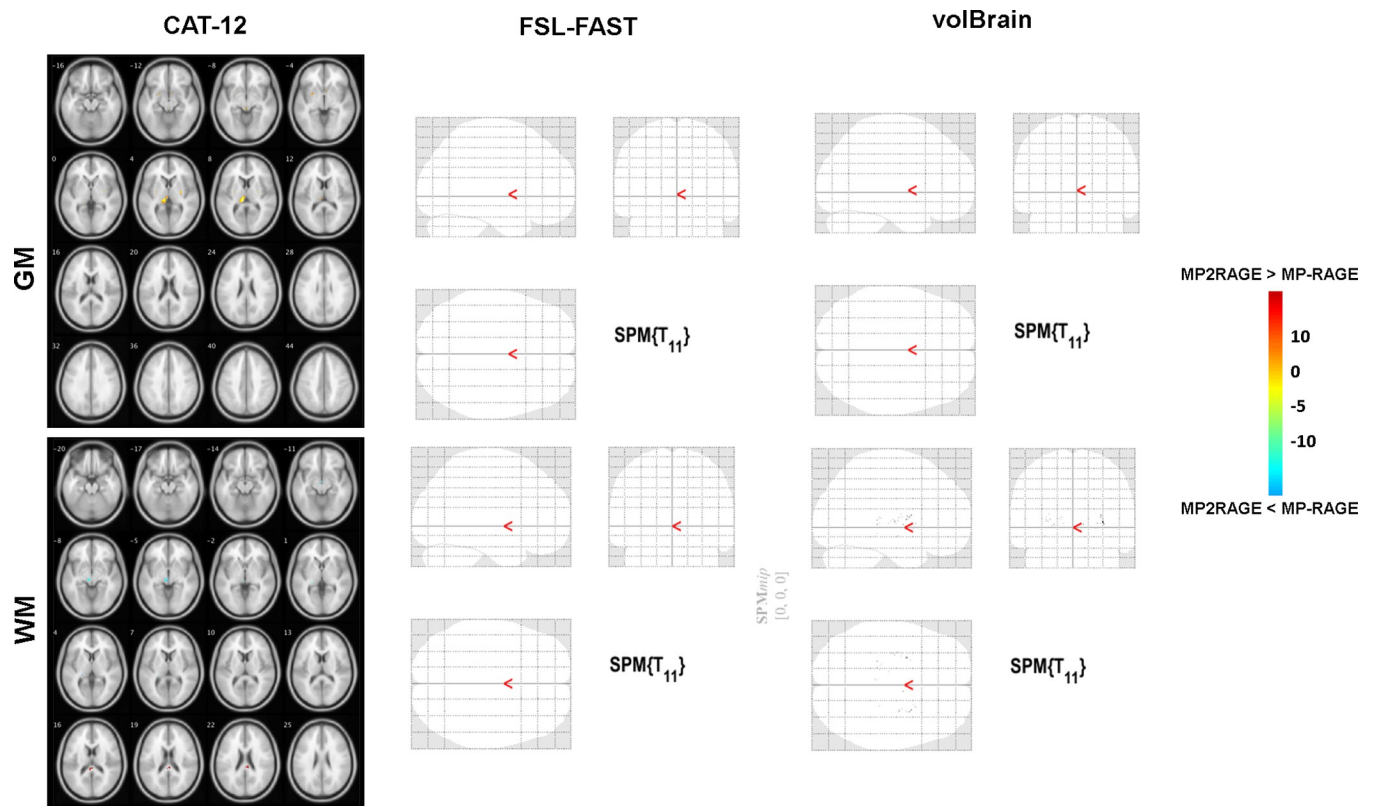 CAT-12
FSL-FAST
volBrain
GM
-16 -12 -8 -4
0 4 8 12
16 20 24 28
32 36 40 44
<
<
<
<
<
SPM{T11}
<
SPM{T11}
MP2RAGE > MP-RAGE
10
0
-5
-10
MP2RAGE < MP-RAGE
WM
-20 -17 -14 -11
-8 -5 -2 1
4 7 10 13
16 19 22 25
<
<
<
<
SPMmip
[0, 0, 0]
<
SPM{T11}
<
SPM{T11}